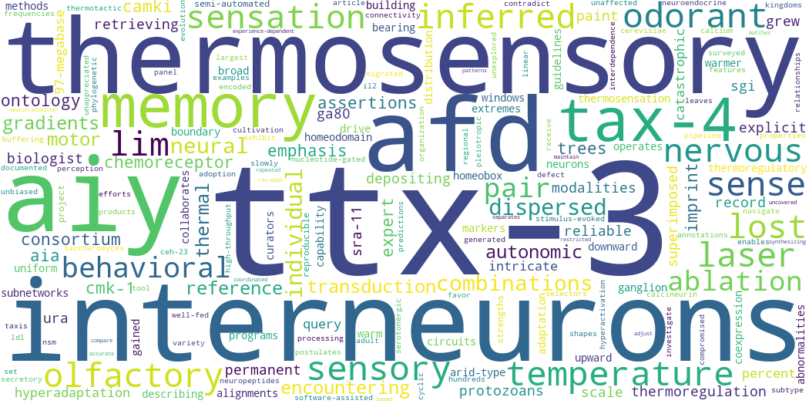 methods
camki
building
semi-automated
article
contradict
unaffected
neuroendocrine
kingdoms
frequencies
thermotactic
evolution
sensation
connectivity
inferred
paint
cerevisiae
calcium
odorant
grew
retrieving
bearing
experience-dependent
thermosensory
97-megabase
unappreciated
phylogenetic
panel
largest
broad
examples
encoded
patterns
migrated
il2
distribution
unexplored
linear
guidelines
interdependence
surveyed
warmer
features
catastrophic
relationships
ontology
memory
assertions
windows
extremes
thermosensation
sgi
leaves
gradients
motor
boundary
cultivation
exhibit
ga80
drive
homeodomain
afd
organization
regional
pleiotropic
receive
tax-4
explicit
pipeline
properties
buffering
lim
neural
emphasis
nucleotide-gated
homeobox
trees
operates
nervous
biologist
chemoreceptor
depositing
neurons
maintain
defect
annotations
thermoregulatory
documented
perception
adoption
slowly
repeated
pair
modalities
sense
unbiased
efforts
products
project
collaborates
thermal
individual
reproducible
capability
sra-11
expert
predictions
dispersed
stimulus-evoked
reliable
superimposed
imprint
record
lost
navigate
uncovered
aiy
ttx-3
consortium
aia
uniform
ceh-23
saccharomyces
high-throughput
curators
markers
generated
separates
autonomic
restricted
downward
intricate
enable
synthesizing
laser
behavioral
cmk-1
tool
reference
transduction
combinations
ganglion
selectors
calcineurin
ablation
subnetworks
interneurons
taxis
ura
ld1
nsm
gained
compare
accurate
well-fed
variety
programs
query
processing
postulates
warm
adult
serotonergic
circuits
favor
strengths
adaptation
shapes
hyperactivation
upward
investigate
compromised
coexpression
adjust
percent
abnormalities
set
secretory
olfactory
permanent
neuropeptides
sensory
cyclic
arid-type
hundreds
temperature
scale
subtype
hyperadaptation
describing
alignments
software-assisted
encountering
protozoans
thermoregulation